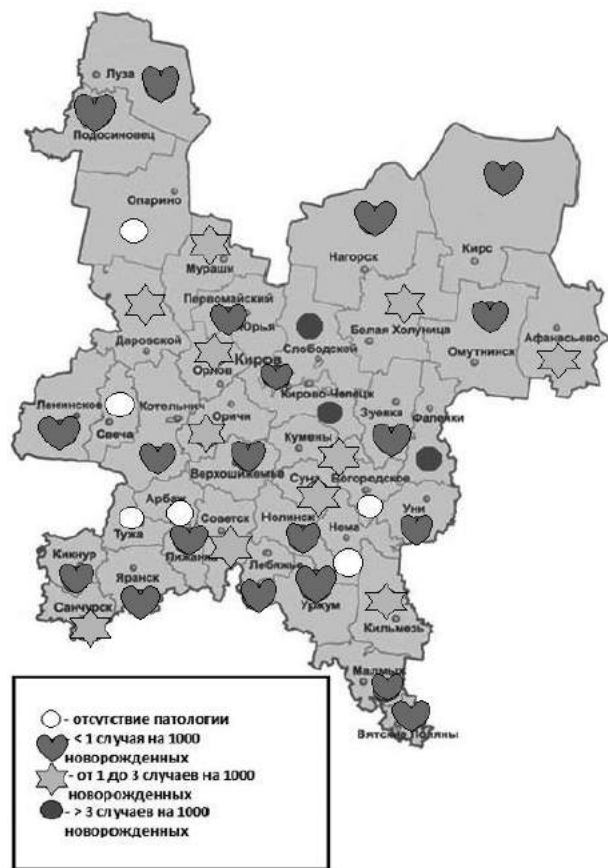 Луза
Подосиновец
Опарино
Мураши
Нагорск
Кирс
Первомайский
Юрья
Белая Холуница
Афанасьево
Даровской
Слободской
Омутнинск
Киров
Орлов
Кирово-Чепецк
Зуевка
Фаленки
Ленинское
Котельнич
Оричи
Свеча
Кумены
Верхошижемье
Суна
Богородское
Арбаж
Уни
Тужа
Советск
Нолинск
Нема
Кикнур
Пижанка
Лебяжье
Яранск
Санчурск
Уржум
Кильмезь
Малмыж
Вятские Поляны
- отсутствие патологии
- < 1 случая на 1000
новорожденных
- от 1 до 3 случаев на 1000
новорожденных
- > 3 случаев на 1000
новорожденных